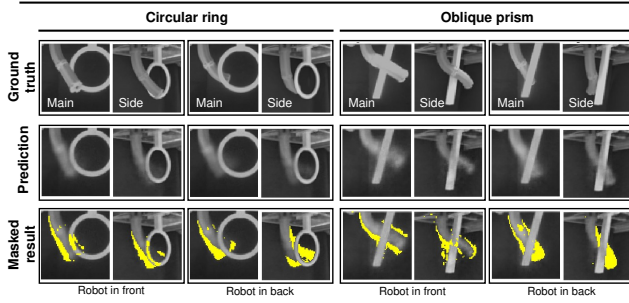 Circular ring Oblique prism
Ground truth
Main Side Main Side Main Side Main Side
Prediction
Masked result
Robot in front Robot in back Robot in front Robot in back